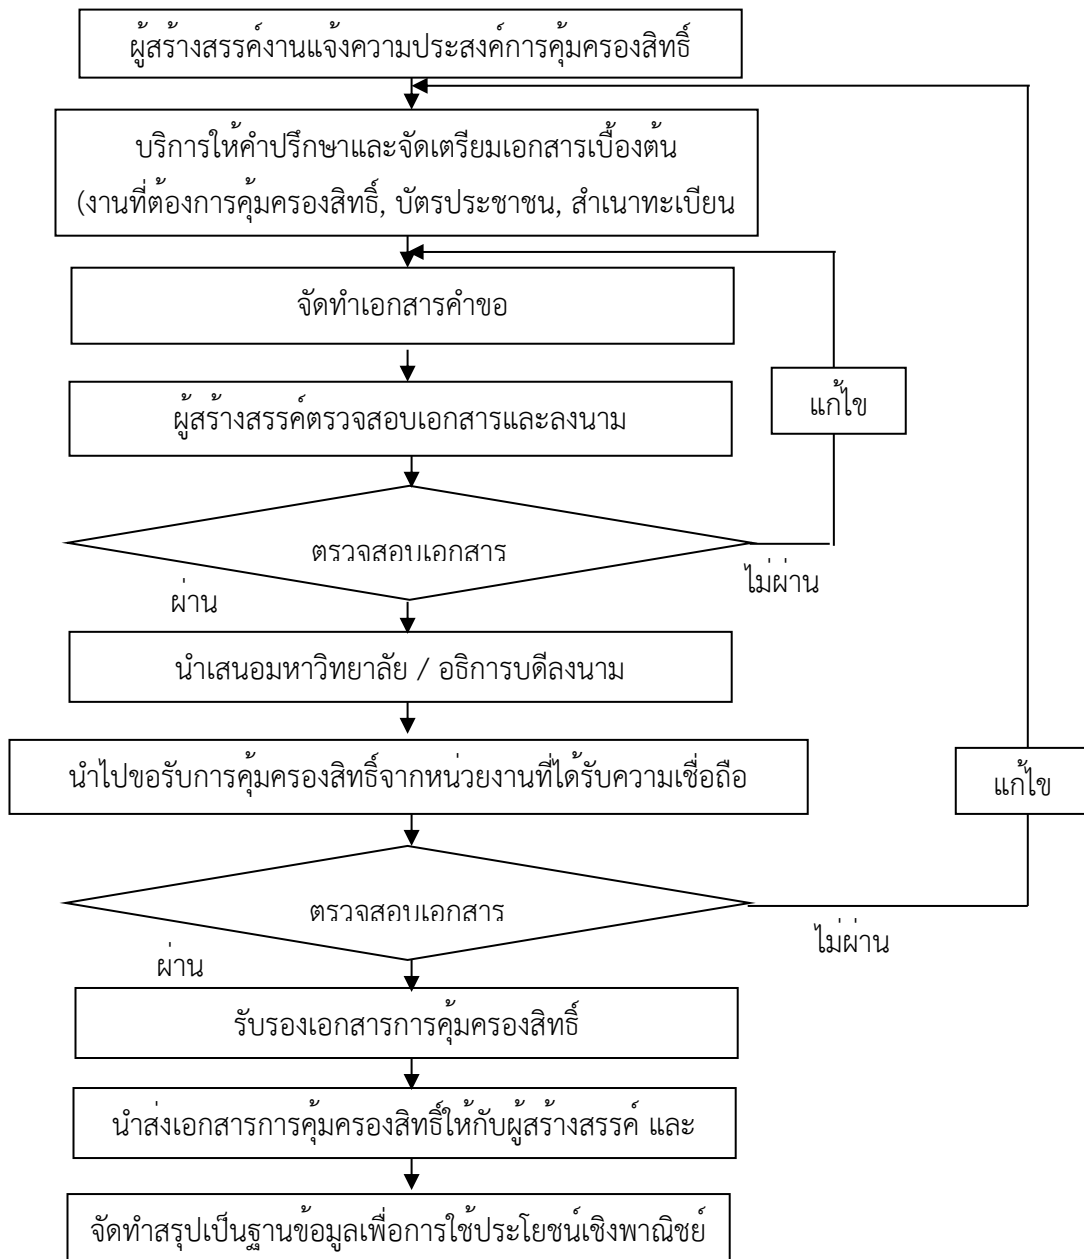 ผู้สร้างสรรค์งานแจ้งความประสงค์การคุ้มครองสิทธิ์
บริการให้คำปรึกษาและจัดเตรียมเอกสารเบื้องต้น
(งานที่ต้องการคุ้มครองสิทธิ์, บัตรประชาชน, สำเนาทะเบียน
จัดทำเอกสารคำขอ
แก้ไข
ผู้สร้างสรรค์ตรวจสอบเอกสารและลงนาม
ตรวจสอบเอกสาร
ไม่ผ่าน
ผ่าน
นำเสนอมหาวิทยาลัย / อธิการบดีลงนาม
นำไปขอรับการคุ้มครองสิทธิ์จากหน่วยงานที่ได้รับความเชื่อถือ
แก้ไข
ตรวจสอบเอกสาร
ไม่ผ่าน
ผ่าน
รับรองเอกสารการคุ้มครองสิทธิ์
นำส่งเอกสารการคุ้มครองสิทธิ์ให้กับผู้สร้างสรรค์ และ
จัดทำสรุปเป็นฐานข้อมูลเพื่อการใช้ประโยชน์เชิงพาณิชย์